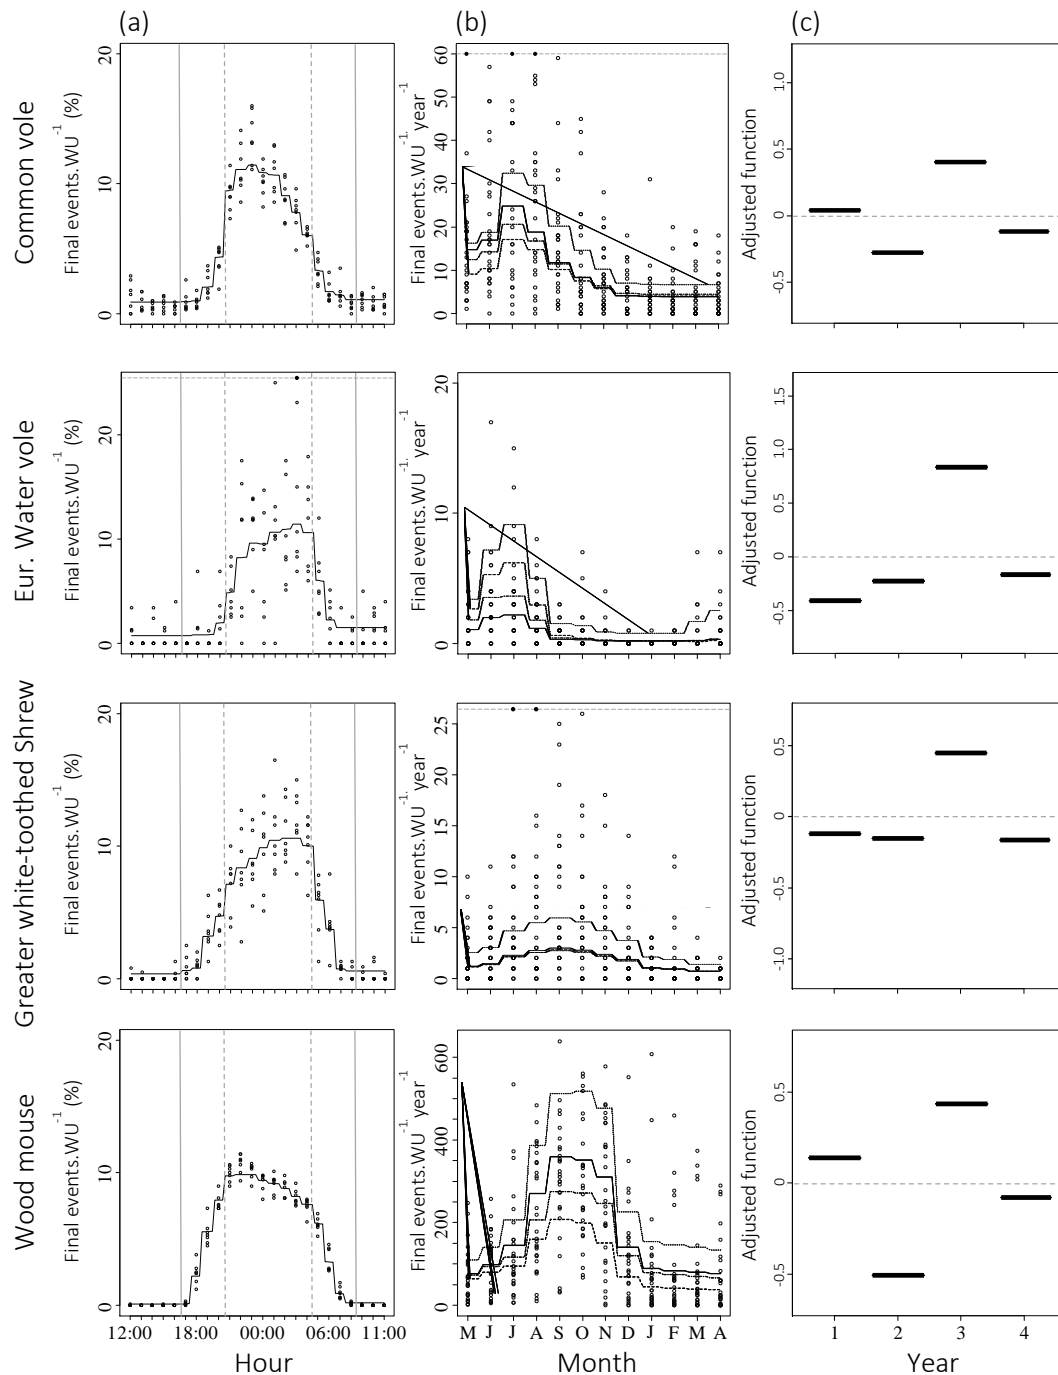 (a) (b) (c)
Common vole
Final events.WU⁻¹ (%)
0 10 20
Final events.WU⁻¹. year⁻¹
0 10 20 30 40 50 60
Adjusted function
-0.5 0 0.5 1.0
Eur. Water vole
Final events.WU⁻¹ (%)
0 10 20
Final events.WU⁻¹. year⁻¹
0 10 20
Adjusted function
-0.5 0 0.5 1.0 1.5
Greater white-toothed Shrew
Final events.WU⁻¹ (%)
0 10 20
Final events.WU⁻¹. year⁻¹
0 5 10 15 20 25
Adjusted function
1.0 -0.5 0 0.5
Wood mouse
Final events.WU⁻¹ (%)
0 10 20
Final events.WU⁻¹. year⁻¹
0 100 200 300 400 600
Adjusted function
-0.5 0 0.5
12:00 18:00 00:00 06:00 11:00
M J J A S O N D J F M A
1 2 3 4
Hour Month Year